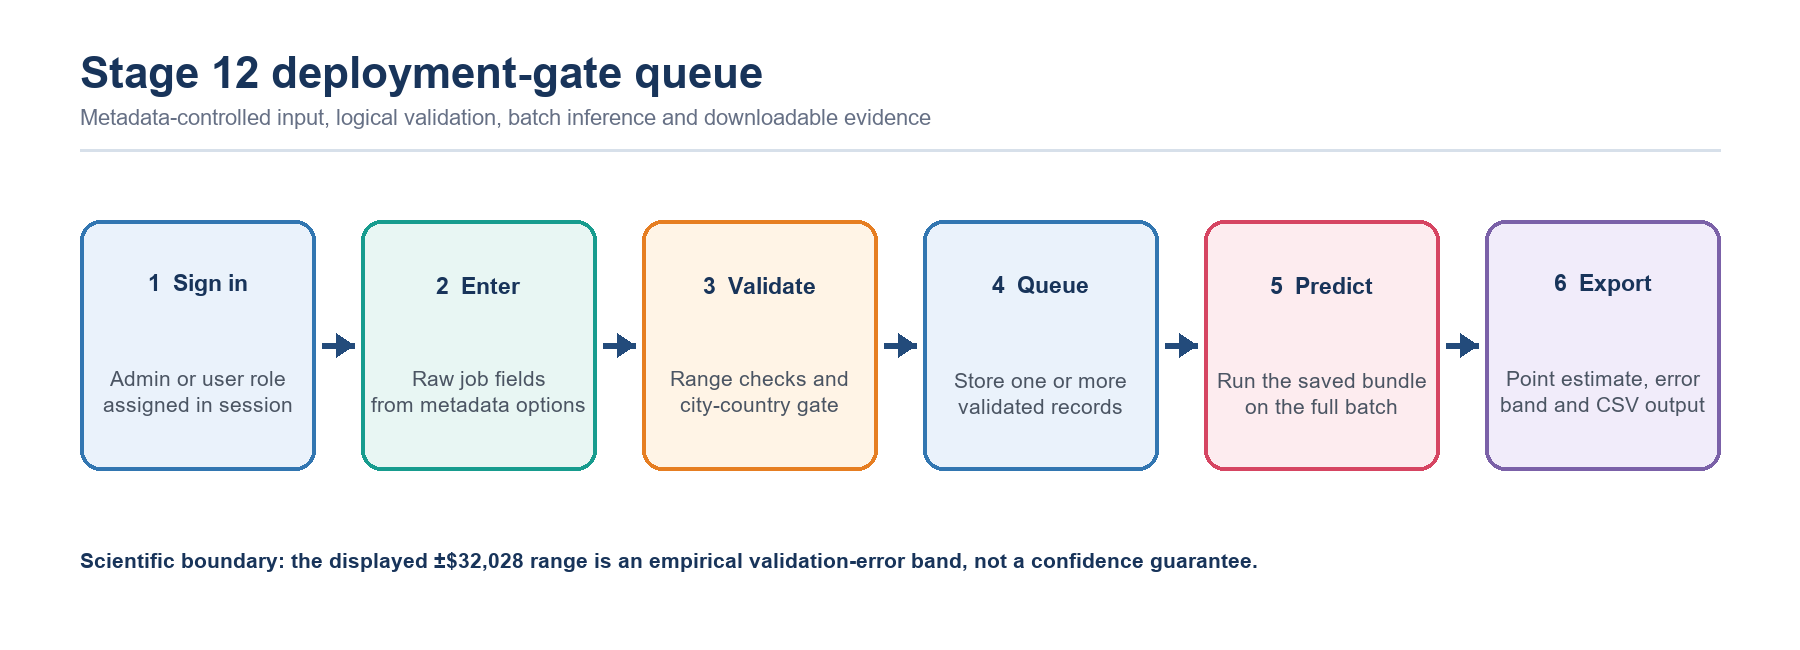 Stage 12 deployment-gate queue
Metadata-controlled input, logical validation, batch inference and downloadable evidence
1 Sign in
Admin or user role
assigned in session
2 Enter
Raw job fields
from metadata options
3 Validate
Range checks and
city-country gate
4 Queue
Store one or more
validated records
5 Predict
Run the saved bundle
on the full batch
6 Export
Point estimate, error
band and CSV output
Scientific boundary: the displayed ±$32,028 range is an empirical validation-error band, not a confidence guarantee.